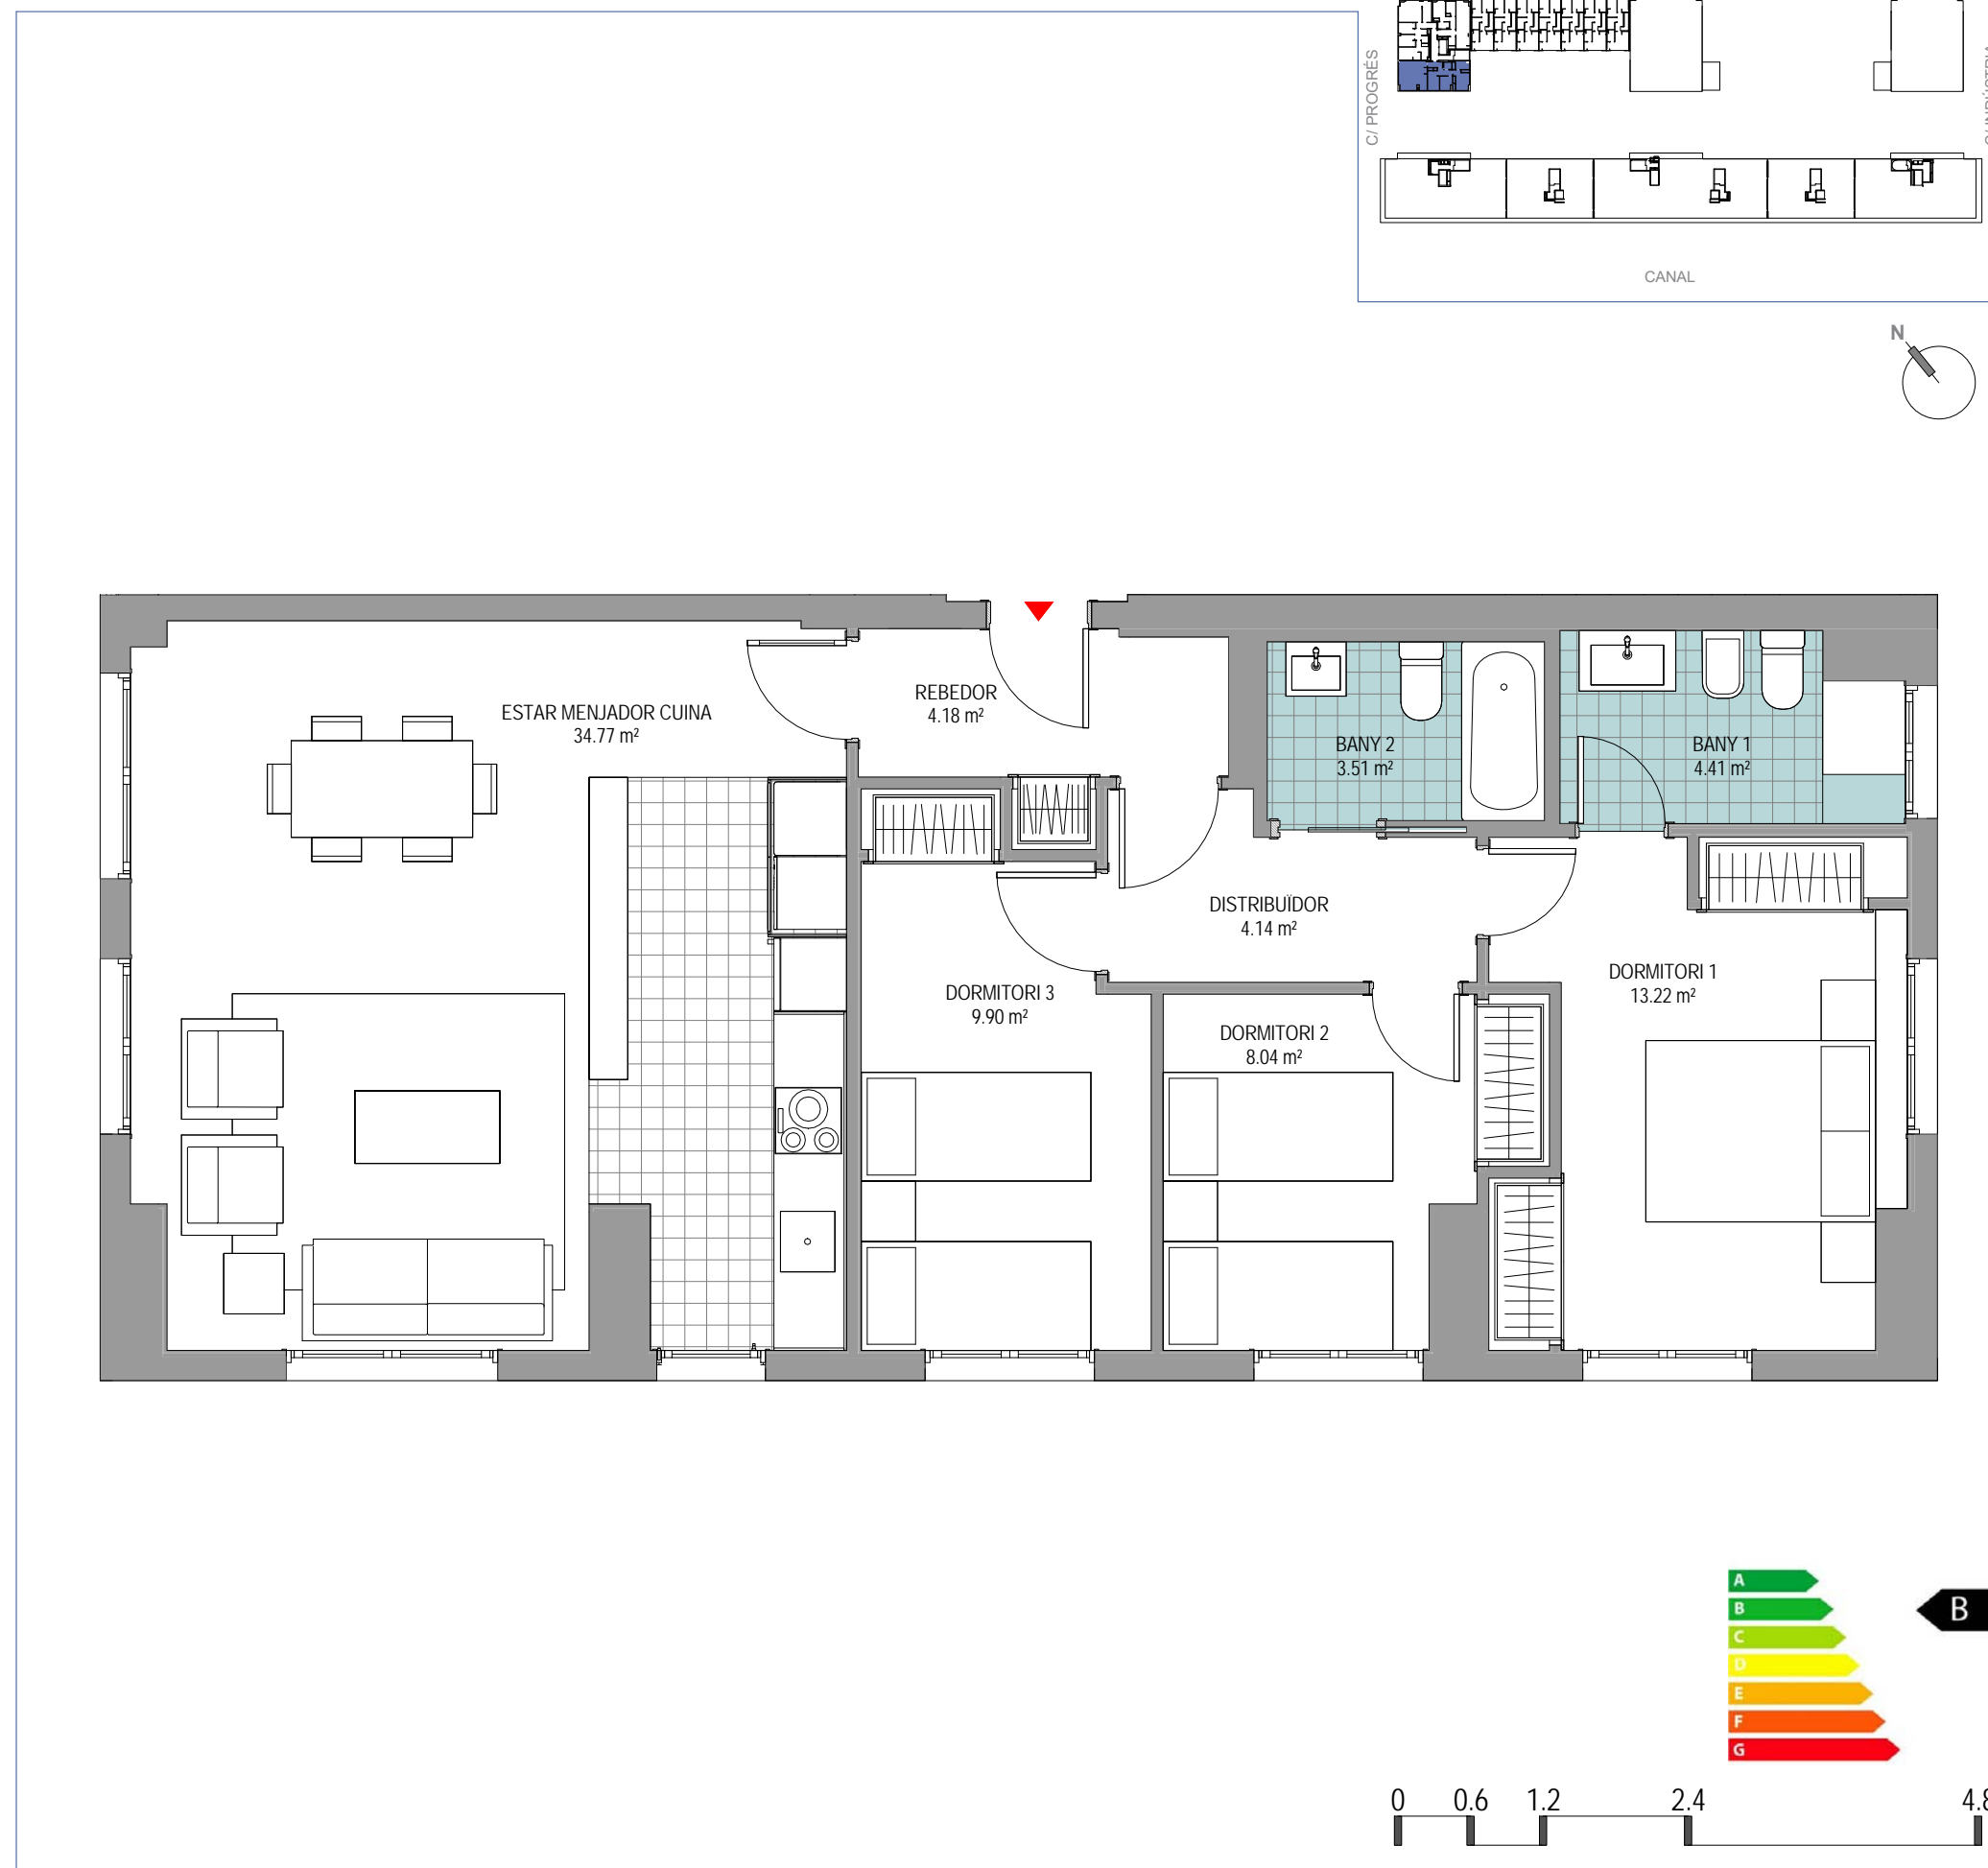 C/ PROGRÉS
CANAL
N
ESTAR MENJADOR CUINA
34.77 m²
REBEDOR
4.18 m²
BANY 2
3.51 m²
BANY 1
4.41 m²
DISTRIBUÏDOR
4.14 m²
DORMITORI 3
9.90 m²
DORMITORI 2
8.04 m²
DORMITORI 1
13.22 m²
A
B
C
D
E
F
G
B
0 0.6 1.2 2.4 4.8